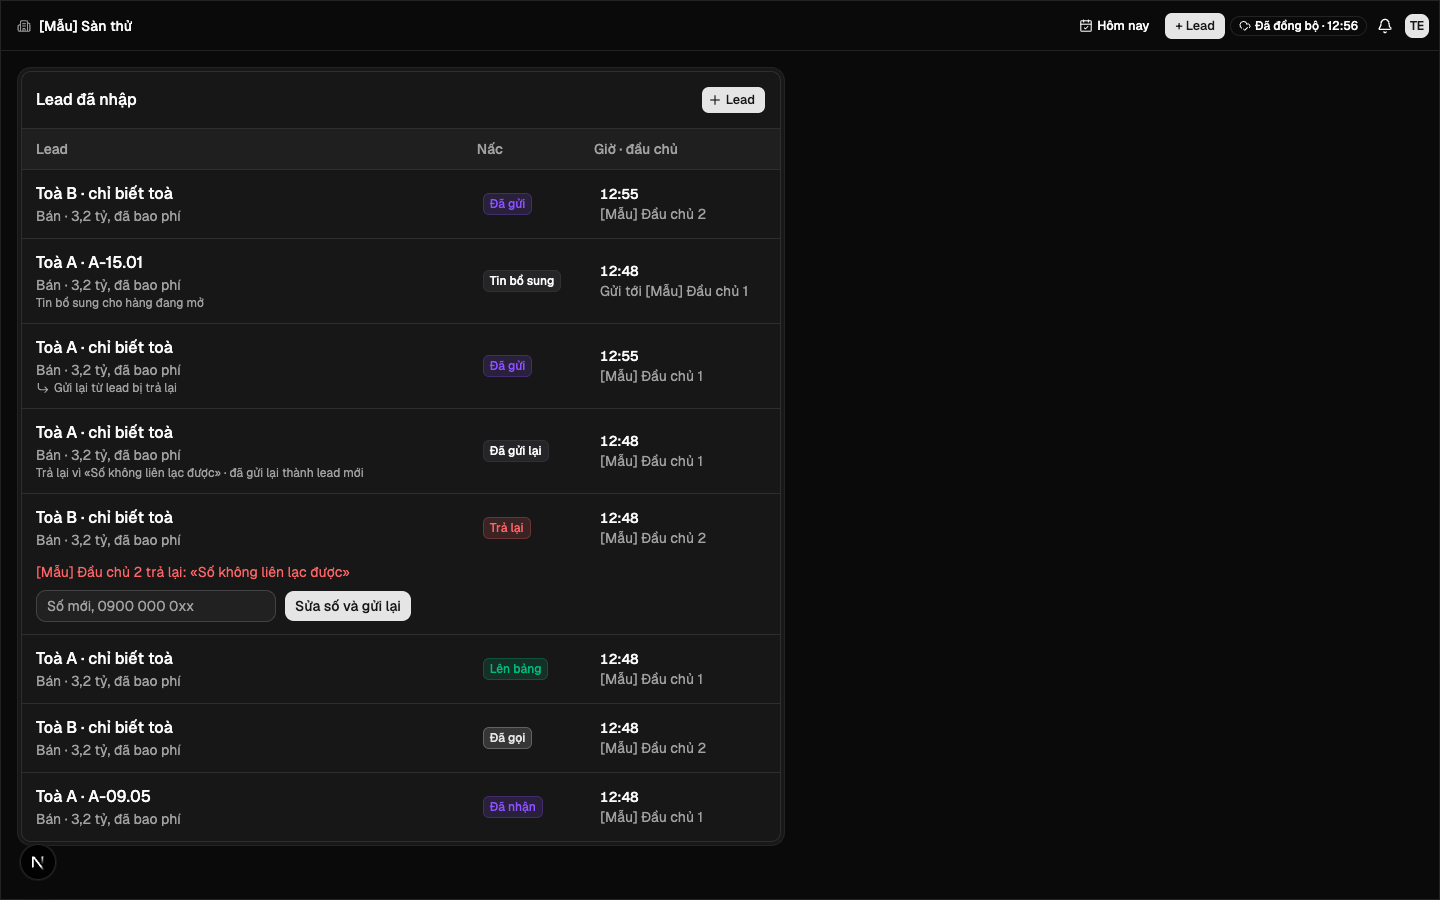 [Mẫu] Sàn thử
Hôm nay
+ Lead
Đã đồng bộ · 12:56
TE
Lead đã nhập
+ Lead
Lead Nấc Giờ · đầu chủ
Toà B · chỉ biết toà
Bán · 3,2 tỷ, đã bao phí
Đã gửi
12:55
[Mẫu] Đầu chủ 2
Toà A · A-15.01
Bán · 3,2 tỷ, đã bao phí
Tin bổ sung cho hàng đang mở
Tin bổ sung
12:48
Gửi tới [Mẫu] Đầu chủ 1
Toà A · chỉ biết toà
Bán · 3,2 tỷ, đã bao phí
Gửi lại từ lead bị trả lại
Đã gửi
12:55
[Mẫu] Đầu chủ 1
Toà A · chỉ biết toà
Bán · 3,2 tỷ, đã bao phí
Trả lại vì «Số không liên lạc được» · đã gửi lại thành lead mới
Đã gửi lại
12:48
[Mẫu] Đầu chủ 1
Toà B · chỉ biết toà
Bán · 3,2 tỷ, đã bao phí
Trả lại
12:48
[Mẫu] Đầu chủ 2
[Mẫu] Đầu chủ 2 trả lại: «Số không liên lạc được»
Số mới, 0900 000 0xx
Sửa số và gửi lại
Toà A · chỉ biết toà
Bán · 3,2 tỷ, đã bao phí
Lên bảng
12:48
[Mẫu] Đầu chủ 1
Toà B · chỉ biết toà
Bán · 3,2 tỷ, đã bao phí
Đã gọi
12:48
[Mẫu] Đầu chủ 2
Toà A · A-09.05
Bán · 3,2 tỷ, đã bao phí
Đã nhận
12:48
[Mẫu] Đầu chủ 1
N